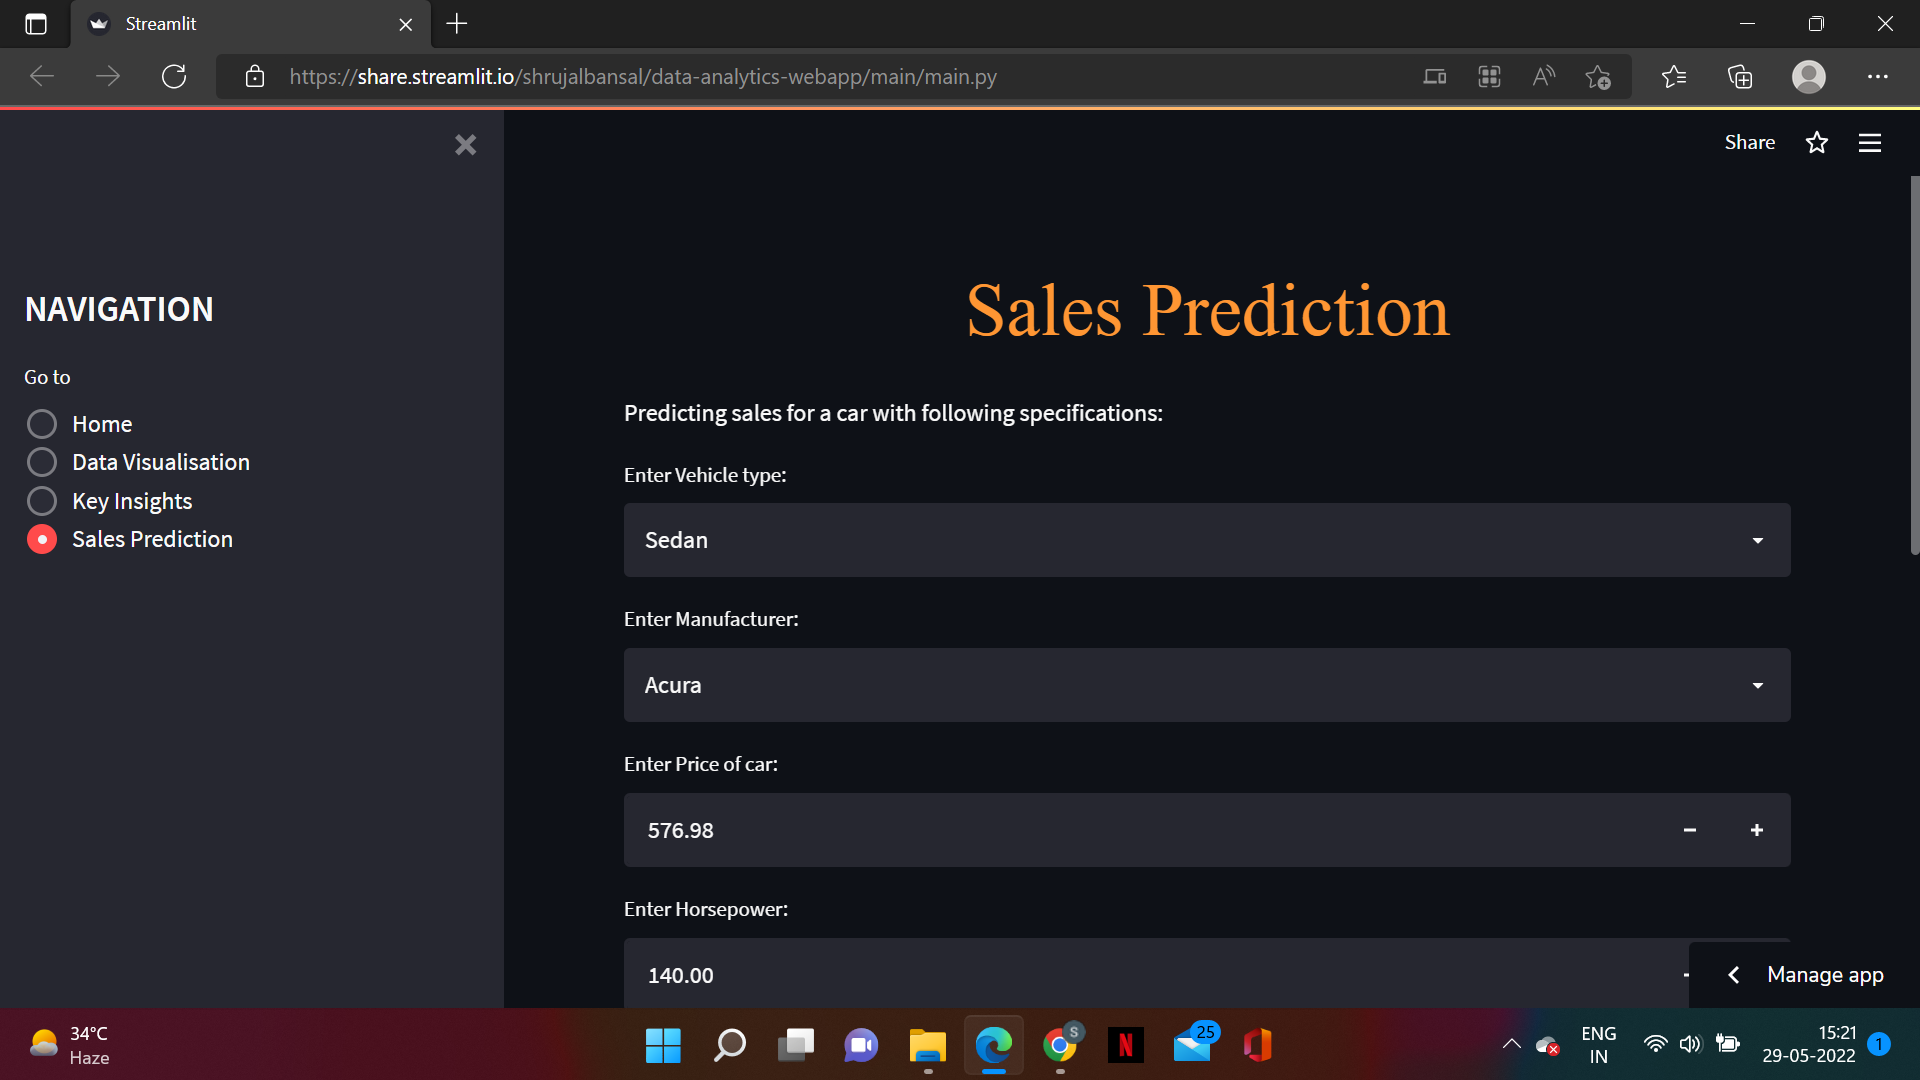 Streamlit
https://share.streamlit.io/shrujalbansal/data-analytics-webapp/main/main.py
Share
NAVIGATION
Go to
Home
Data Visualisation
Key Insights
Sales Prediction
Sales Prediction
Predicting sales for a car with following specifications:
Enter Vehicle type:
Sedan
Enter Manufacturer:
Acura
Enter Price of car:
576.98
Enter Horsepower:
140.00
Manage app
34°C
Haze
S
N
25
ENG
IN
15:21
29-05-2022
1